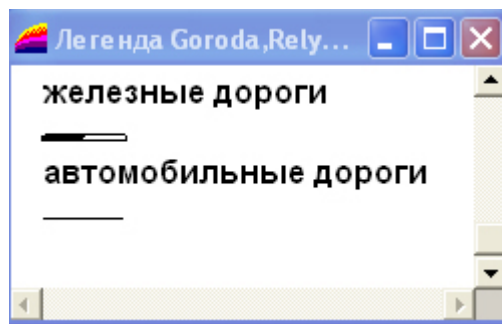 Легенда Goroda,Rely...
железные дороги
автомобильные дороги